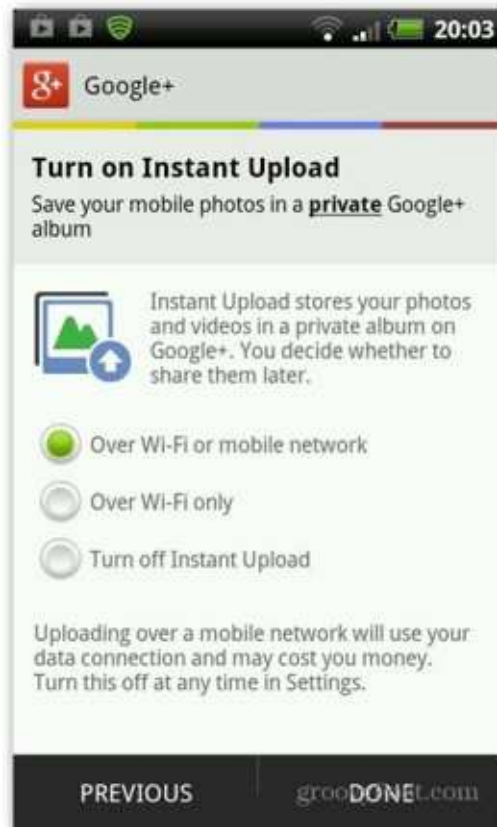 20:03
g+ Google+
Turn on Instant Upload
Save your mobile photos in a private Google+
album
Instant Upload stores your photos
and videos in a private album on
Google+. You decide whether to
share them later.
Over Wi-Fi or mobile network
Over Wi-Fi only
Turn off Instant Upload
Uploading over a mobile network will use your
data connection and may cost you money.
Turn this off at any time in Settings.
PREVIOUS DONE